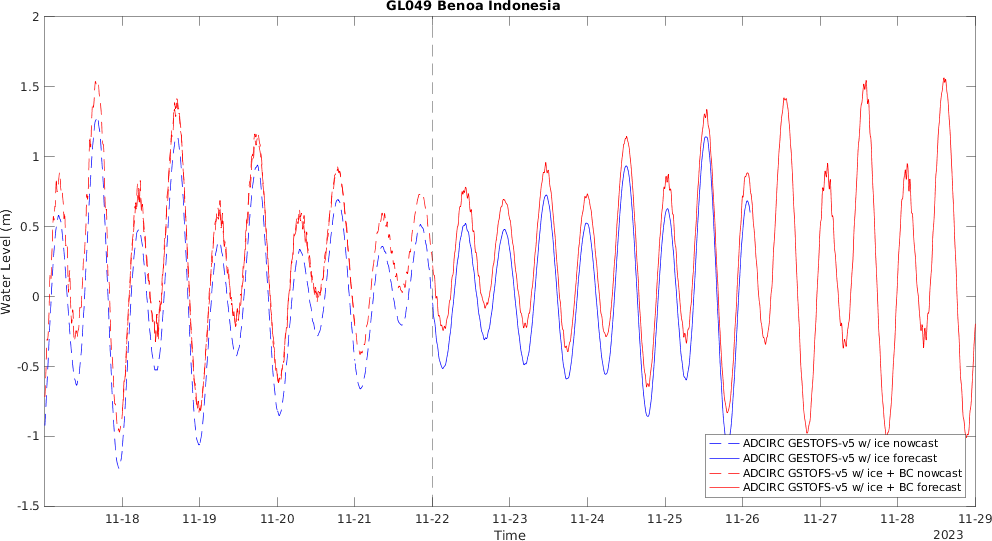 GL049 Benoa Indonesia
Water Level (m)
2
1.5
1
0.5
0
-0.5
-1
-1.5
ADCIRC GESTOFS-v5 w/ ice nowcast
ADCIRC GESTOFS-v5 w/ ice forecast
ADCIRC GSTOFS-v5 w/ ice + BC nowcast
ADCIRC GSTOFS-v5 w/ ice + BC forecast
11-18 11-19 11-20 11-21 11-22 11-23 11-24 11-25 11-26 11-27 11-28 11-29
Time
2023